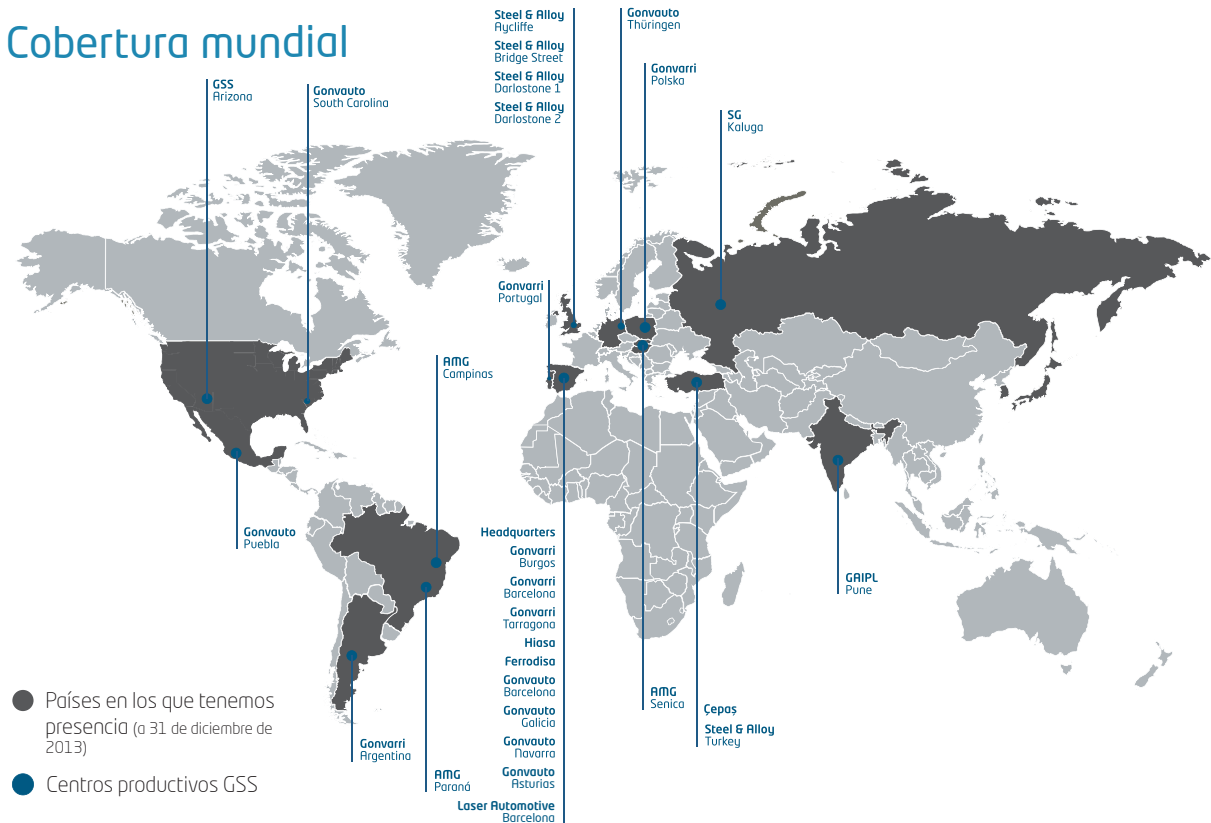 Cobertura mundial
GSS
Arizona
Gonvauto
South Carolina
Steel & Alloy
Aycliffe
Steel & Alloy
Bridge Street
Steel & Alloy
Darlostone 1
Steel & Alloy
Darlostone 2
Gonvauto
Thüringen
Gonvarri
Polska
SG
Kaluga
Gonvarri
Portugal
AMG
Campinas
Gonvauto
Puebla
Headquarters
Gonvarri
Burgos
Gonvarri
Barcelona
Gonvarri
Tarragona
Hiasa
Ferrodisa
Gonvauto
Barcelona
Gonvauto
Galicia
Gonvauto
Navarra
Gonvauto
Asturias
Laser Automotive
Barcelona
GAIPL
Pune
AMG
Senica
Çepaş
Steel & Alloy
Turkey
Gonvarri
Argentina
AMG
Paraná
Países en los que tenemos
presencia (a 31 de diciembre de
2013)
Centros productivos GSS